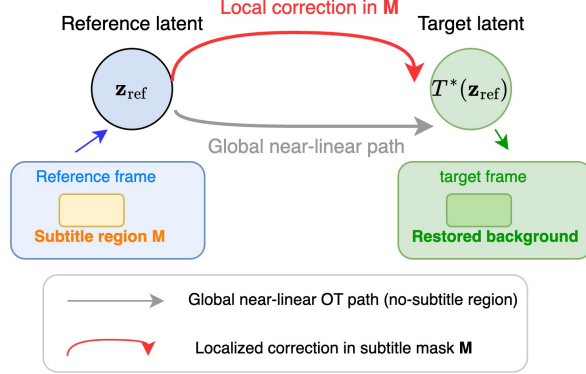 Local correction in M
Reference latent
Target latent
z_ref
T*(z_ref)
Global near-linear path
Reference frame
Subtitle region M
target frame
Restored background
Global near-linear OT path (no-subtitle region)
Localized correction in subtitle mask M